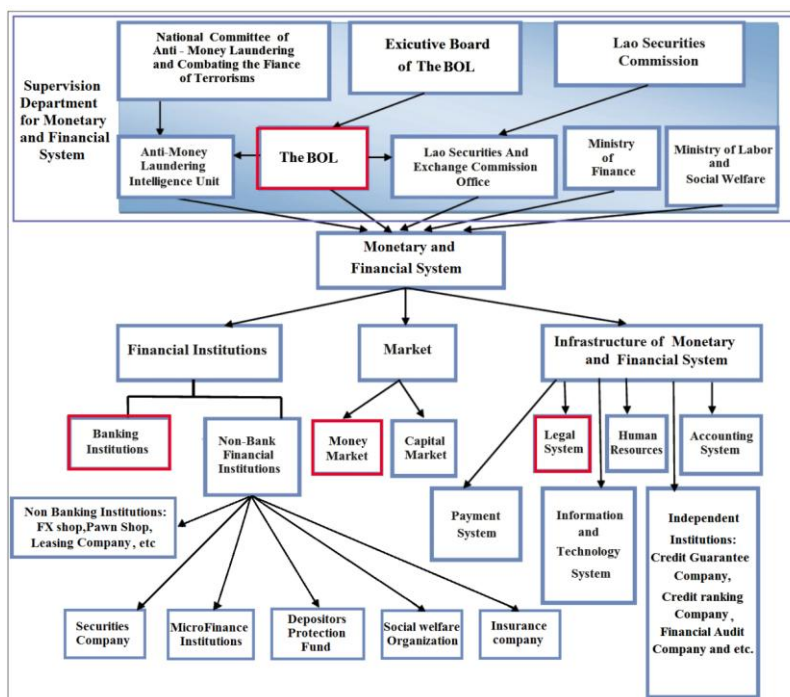 National Committee of
Anti - Money Laundering
and Combating the Fiance
of Terrorisms
Exicutive Board
of The BOL
Lao Securities
Commission
Supervision
Department
for Monetary
and Financial
System
Anti-Money
Laundering
Intelligence Unit
The BOL
Lao Securities And
Exchange Commission
Office
Ministry
of
Finance
Ministry of Labor
and
Social Welfare
Monetary and
Financial System
Financial Institutions
Market
Infrastructure of Monetary
and Financial System
Banking
Institutions
Non-Bank
Financial
Institutions
Money
Market
Capital
Market
Legal
System
Human
Resources
Accounting
System
Non Banking Institutions:
FX shop,Pawn Shop,
Leasing Company, etc
Payment
System
Information
and
Technology
System
Independent
Institutions:
Credit Guarantee
Company,
Credit ranking
Company,
Financial Audit
Company and etc.
Securities
Company
MicroFinance
Institutions
Depositors
Protection
Fund
Social welfare
Organization
Insurance
company